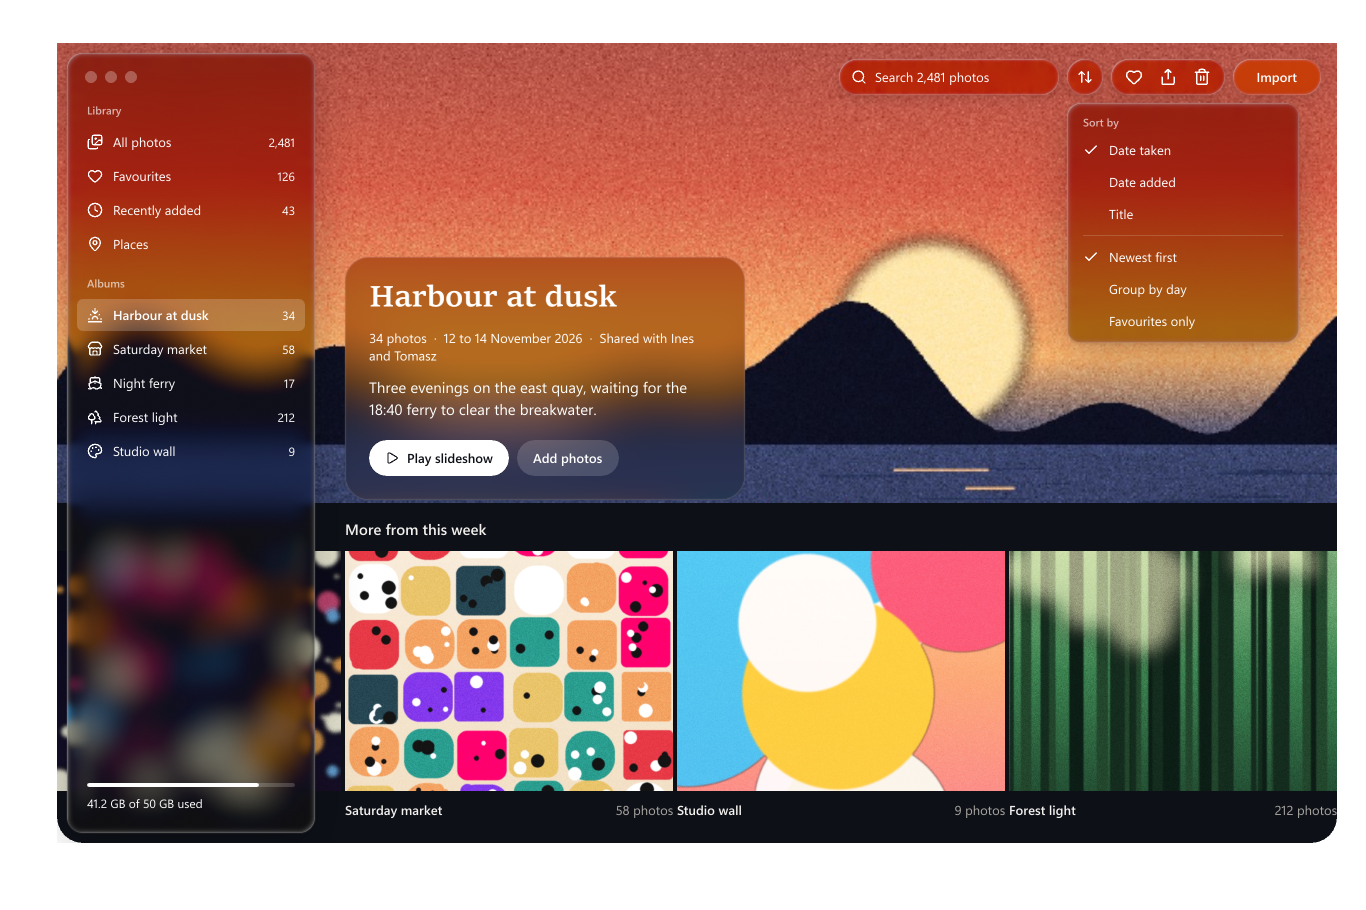 Library
All photos 2,481
Favourites 126
Recently added 43
Places
Albums
Harbour at dusk 34
Saturday market 58
Night ferry 17
Forest light 212
Studio wall 9
41.2 GB of 50 GB used
Search 2,481 photos
Import
Sort by
Date taken
Date added
Title
Newest first
Group by day
Favourites only
Harbour at dusk
34 photos · 12 to 14 November 2026 · Shared with Ines
and Tomasz
Three evenings on the east quay, waiting for the
18:40 ferry to clear the breakwater.
Play slideshow
Add photos
More from this week
Saturday market 58 photos
Studio wall 9 photos
Forest light 212 photos